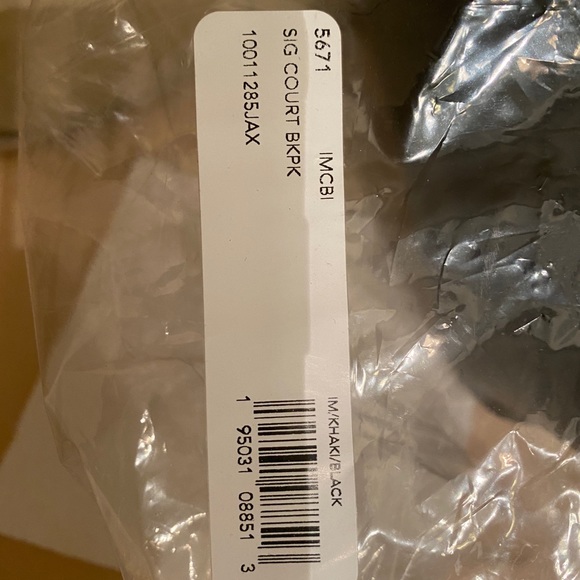 5671 IMCBI
SIG COURT BKPK
10011285JAX
IM/KHAKI/BLACK
1 95031 08851 3